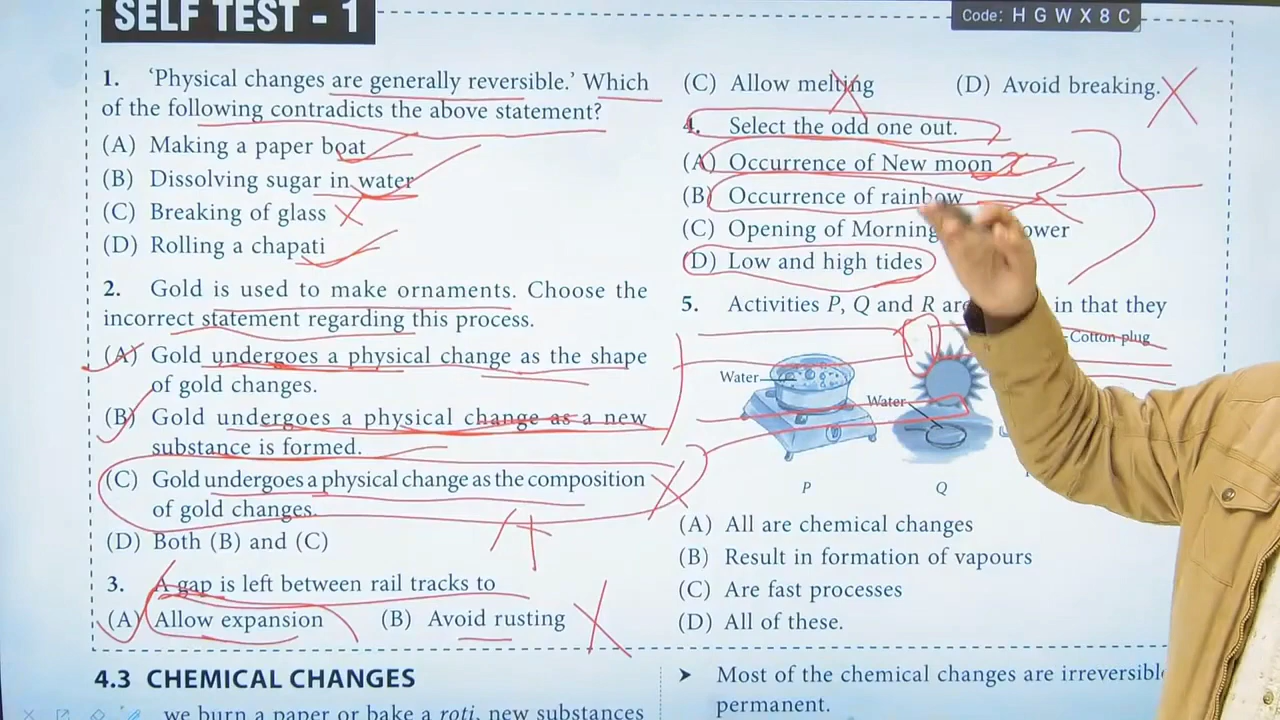 SELF TEST - 1
Code: H G W X 8 C
1. 'Physical changes are generally reversible.' Which
of the following contradicts the above statement?
(A) Making a paper boat
(B) Dissolving sugar in water
(C) Breaking of glass
(D) Rolling a chapati
2. Gold is used to make ornaments. Choose the
incorrect statement regarding this process.
(A) Gold undergoes a physical change as the shape
of gold changes.
(B) Gold undergoes a physical change as a new
substance is formed.
(C) Gold undergoes a physical change as the composition
of gold changes.
(D) Both (B) and (C)
3. A gap is left between rail tracks to
(A) Allow expansion (B) Avoid rusting
4.3 CHEMICAL CHANGES
we burn a paper or bake a roti, new substances
(C) Allow melting (D) Avoid breaking.
4. Select the odd one out.
(A) Occurrence of New moon
(B) Occurrence of rainbow
(C) Opening of Morning
(D) Low and high tides
5. Activities P, Q and R are in that they
Cotton plug
Water
Water
P Q
(A) All are chemical changes
(B) Result in formation of vapours
(C) Are fast processes
(D) All of these.
➤ Most of the chemical changes are
permanent.